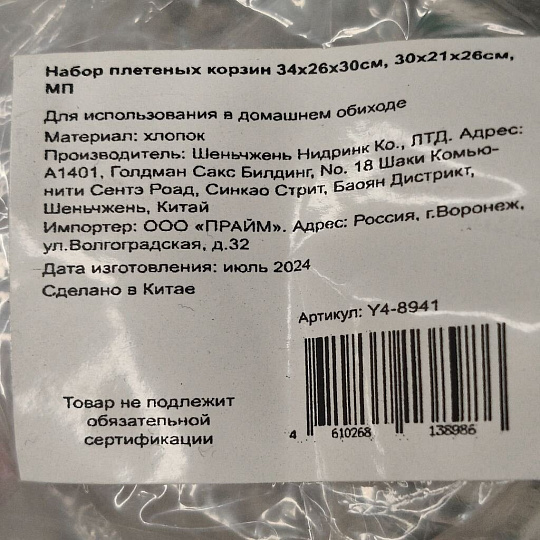 Набор плетеных корзин 34х26х30см, 30х21х26см,
МП
Для использования в домашнем обиходе
Материал: хлопок
Производитель: Шеньчжень Нидринк Ко., ЛТД. Адрес:
А1401, Голдман Сакс Билдинг, No. 18 Шаки Комью-
нити Сентэ Роад, Синкао Стрит, Баоян Дистрикт,
Шеньчжень, Китай
Импортер: ООО «ПРАЙМ». Адрес: Россия, г.Воронеж,
ул.Волгоградская, д.32
Дата изготовления: июль 2024
Сделано в Китае
Артикул: Y4-8941
Товар не подлежит
обязательной
сертификации
4 610268 138986